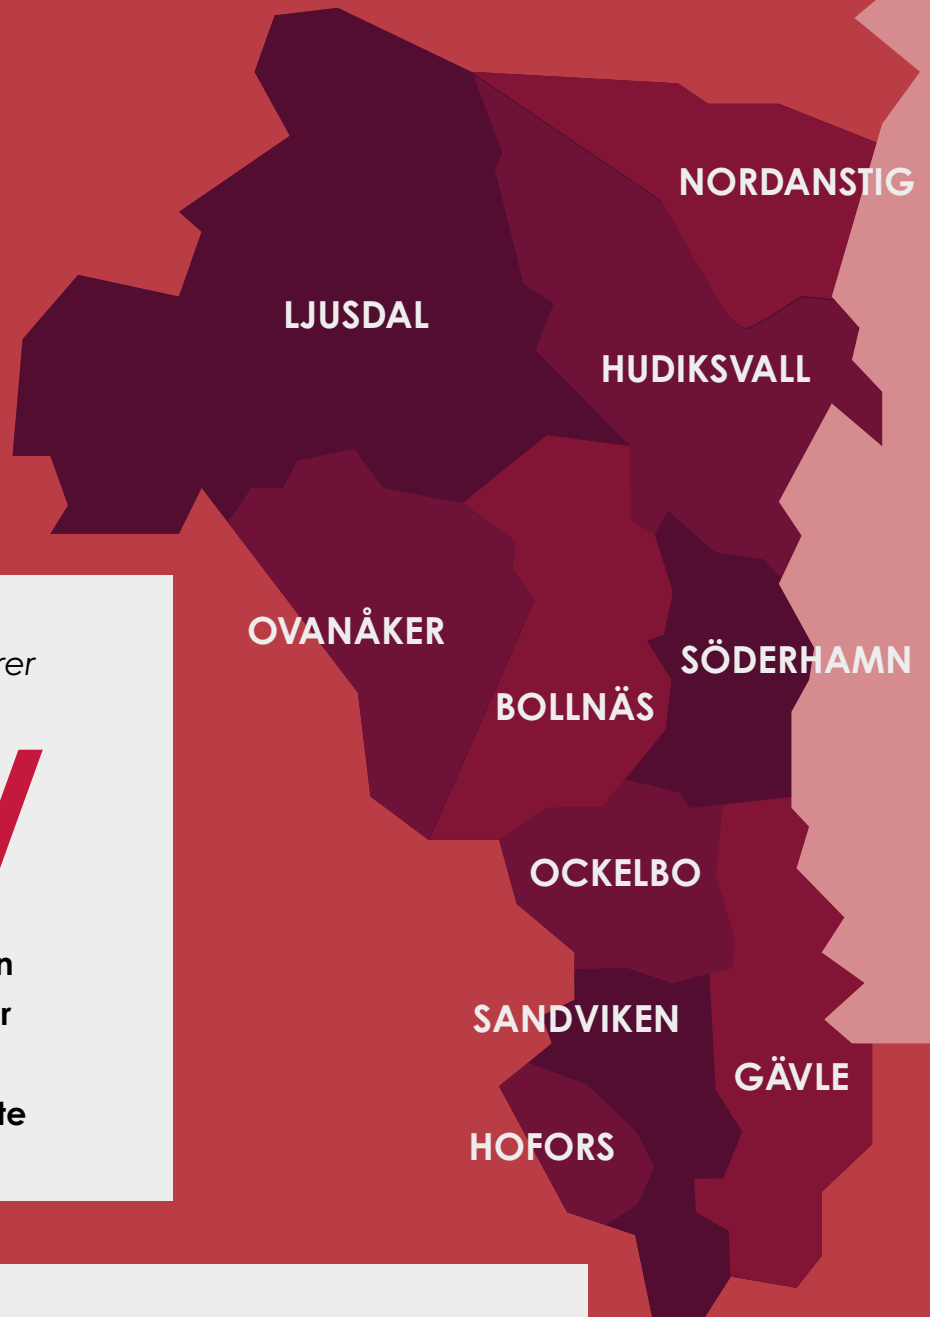 NORDANSTIG
LJUSDAL
HUDIKSVALL
OVANÅKER
SÖDERHAMN
BOLLNÄS
OCKELBO
SANDVIKEN
GÄVLE
HOFORS